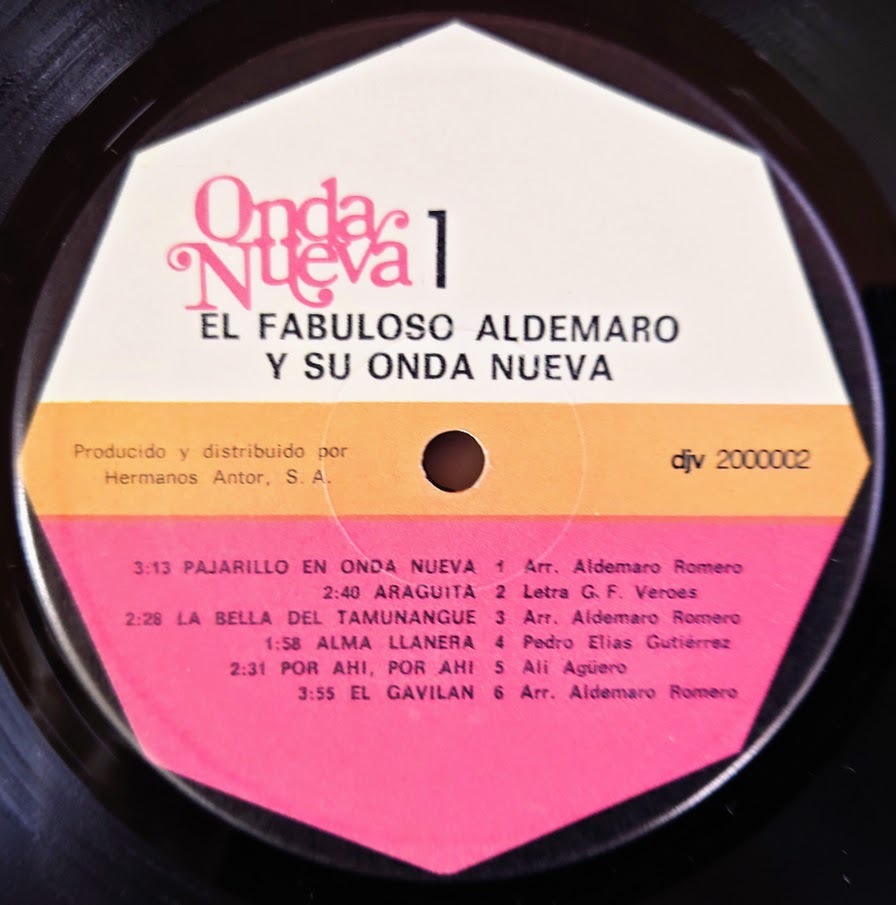 Onda
Nueva 1
EL FABULOSO ALDEMARO
Y SU ONDA NUEVA
Producido y distribuido por
Hermanos Antor, S. A.
djv 2000002
3:13 PAJARILLO EN ONDA NUEVA 1 Arr. Aldemaro Romero
2:40 ARAGUITA 2 Letra G. F. Veroes
2:28 LA BELLA DEL TAMUNANGUE 3 Arr. Aldemaro Romero
1:58 ALMA LLANERA 4 Pedro Elias Gutiérrez
2:31 POR AHI, POR AHI 5 Ali Agüero
3:55 EL GAVILAN 6 Arr. Aldemaro Romero